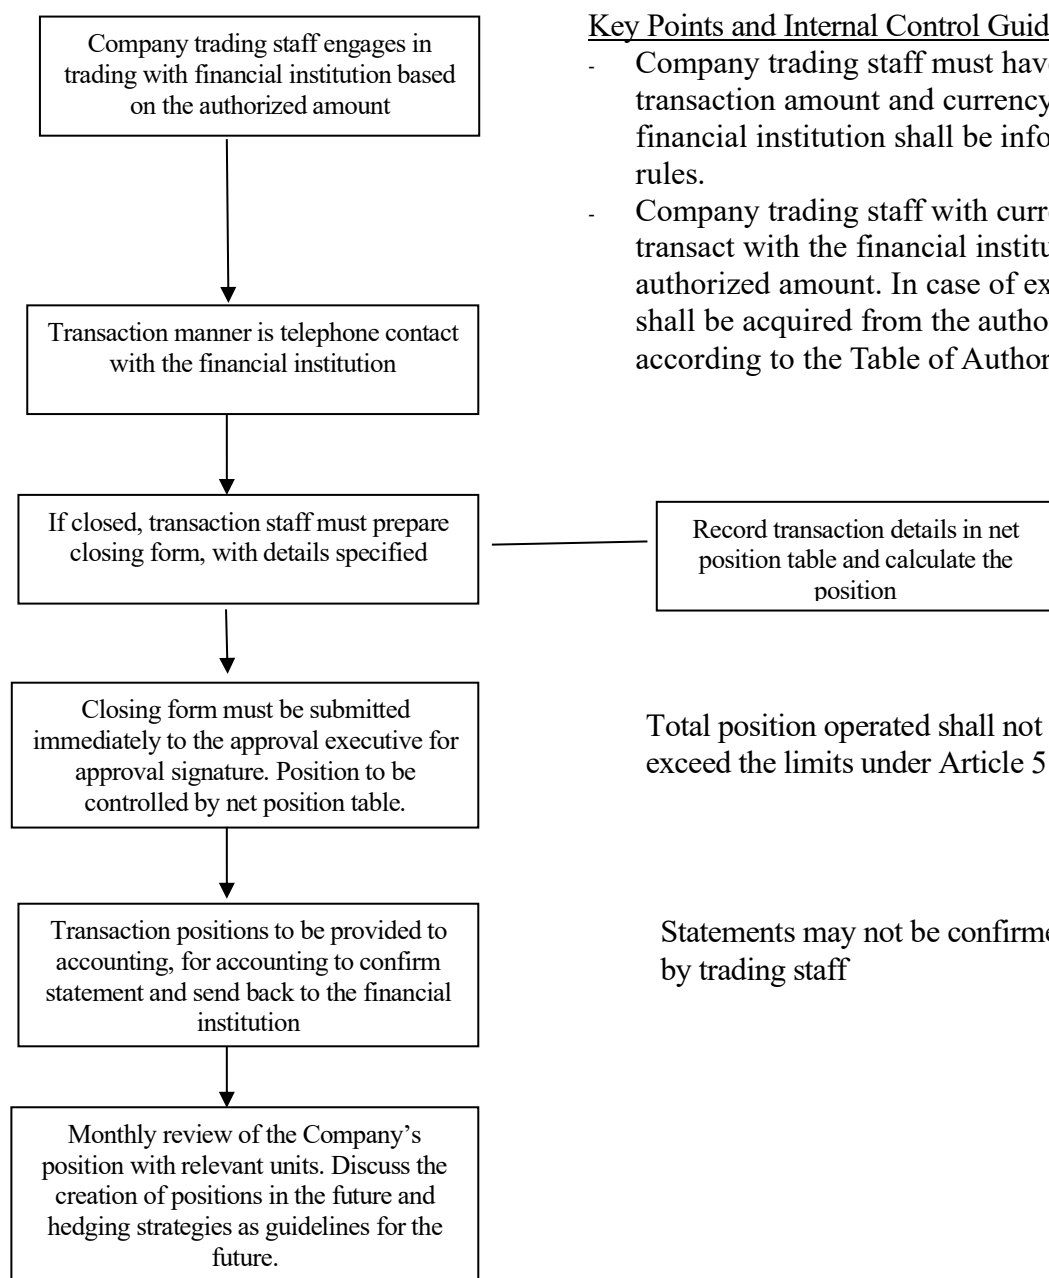 Company trading staff engages in
trading with financial institution based
on the authorized amount
Key Points and Internal Control Guid
- Company trading staff must have
transaction amount and currency
financial institution shall be info
rules.
- Company trading staff with curre
transact with the financial institu
authorized amount. In case of ex
shall be acquired from the autho
according to the Table of Author
Transaction manner is telephone contact
with the financial institution
If closed, transaction staff must prepare
closing form, with details specified
Record transaction details in net
position table and calculate the
position
Closing form must be submitted
immediately to the approval executive for
approval signature. Position to be
controlled by net position table.
Total position operated shall not
exceed the limits under Article 5
Transaction positions to be provided to
accounting, for accounting to confirm
statement and send back to the financial
institution
Statements may not be confirme
by trading staff
Monthly review of the Company’s
position with relevant units. Discuss the
creation of positions in the future and
hedging strategies as guidelines for the
future.